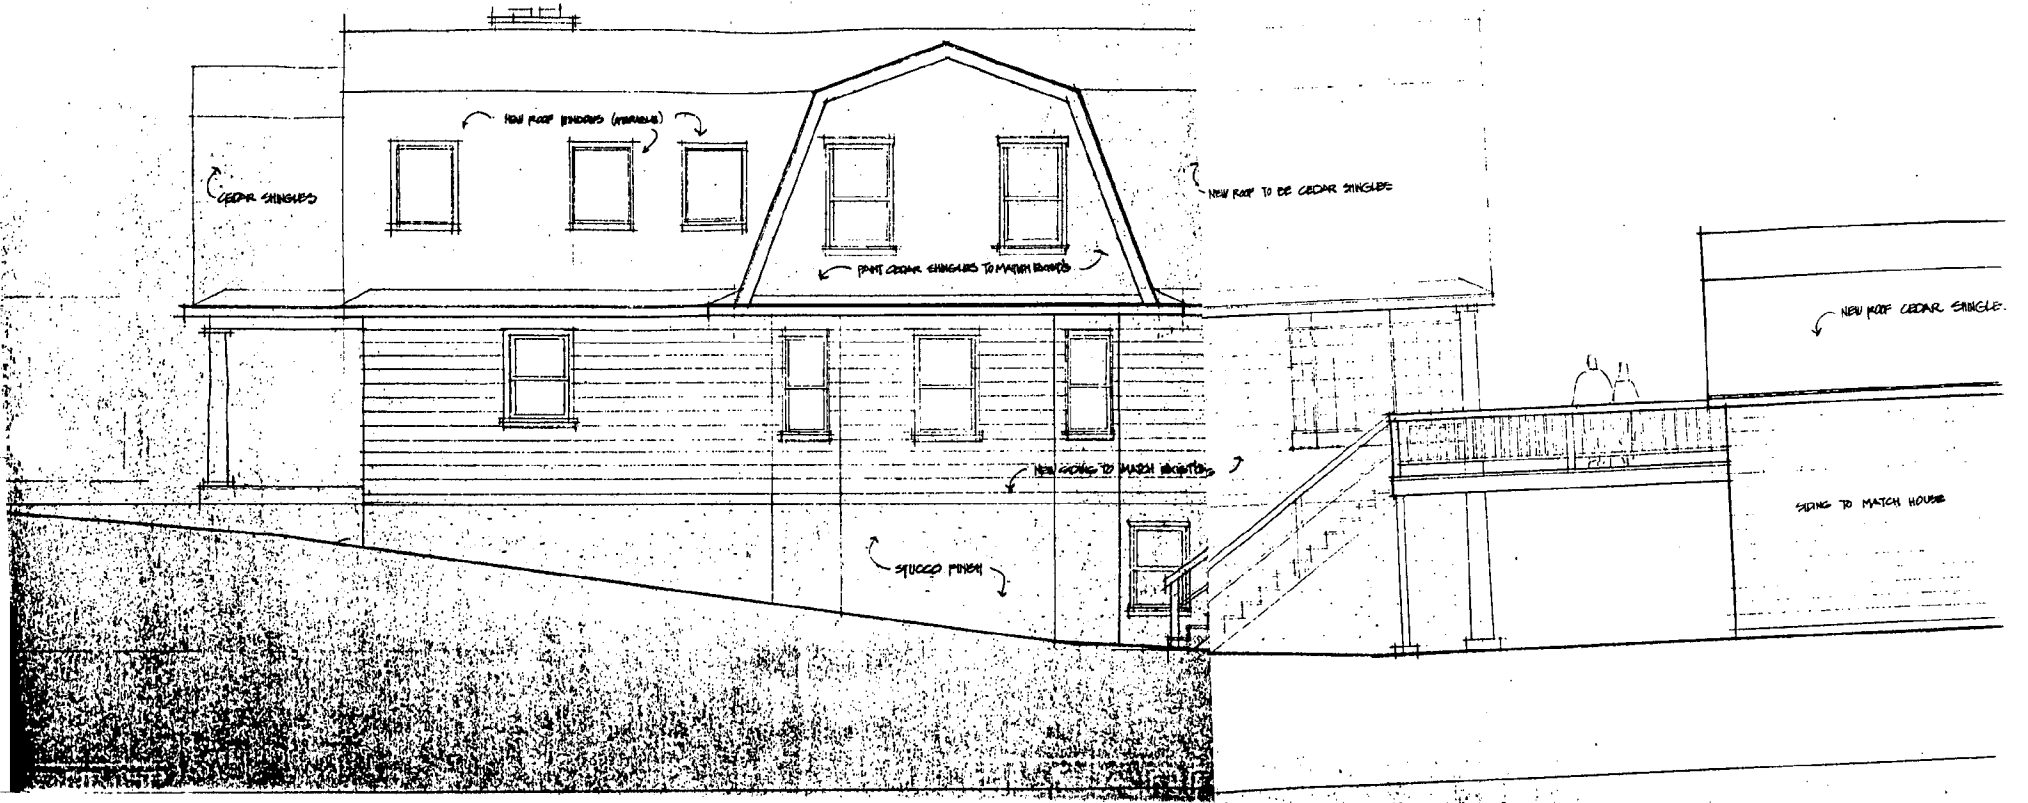 NEW ROOF WINDOWS
CEDAR SHINGLES
NEW ROOF TO BE CEDAR SHINGLES
PAINT CEDAR SHINGLES TO MATCH
NEW ROOF CEDAR SHINGLE.
NEW SIDING TO MATCH EXISTING
SIDING TO MATCH HOUSE
STUCCO FINISH